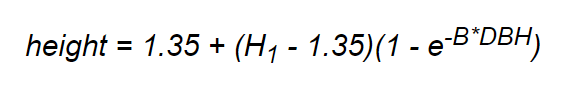 height = 1.35 + (H₁ - 1.35)(1 - e^-B*DBH)